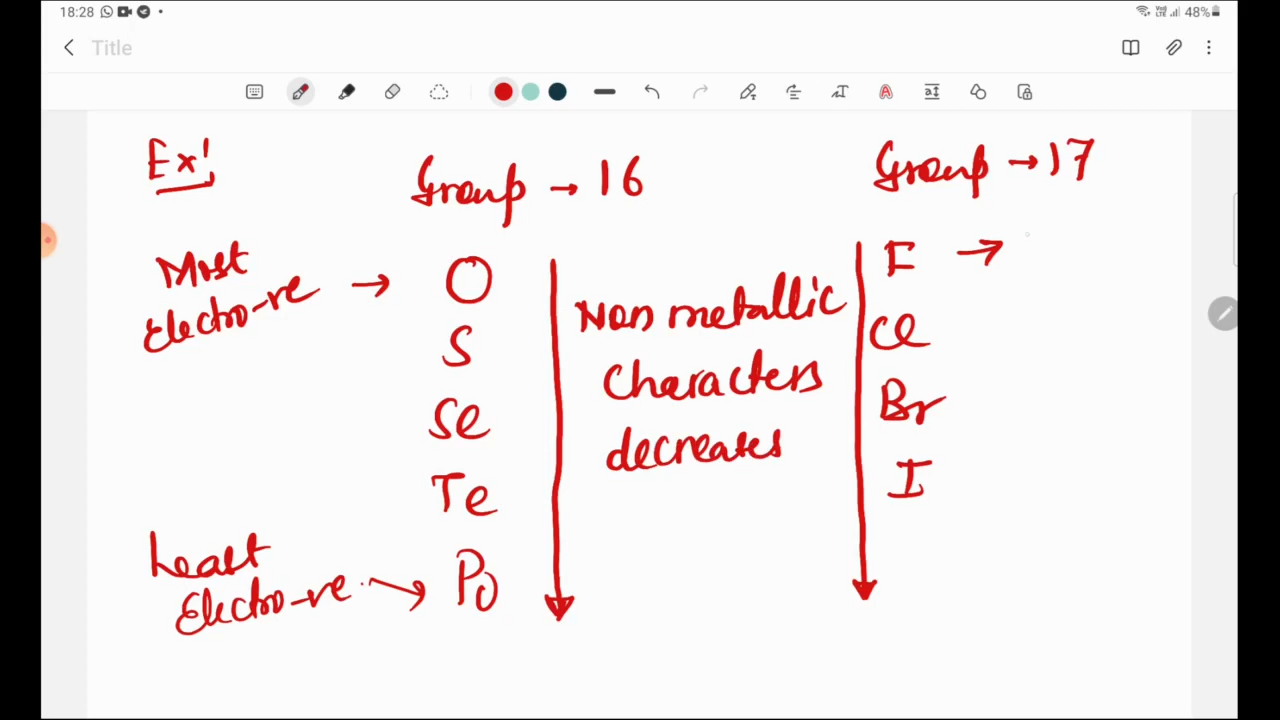 18:28
48%
Title
Ex!
Group → 16
Group → 17
Most
Electro-ve → O
S
Se
Te
Least
Electro-ve → Po
Non metallic
Characters
decreases
F →
Cl
Br
I